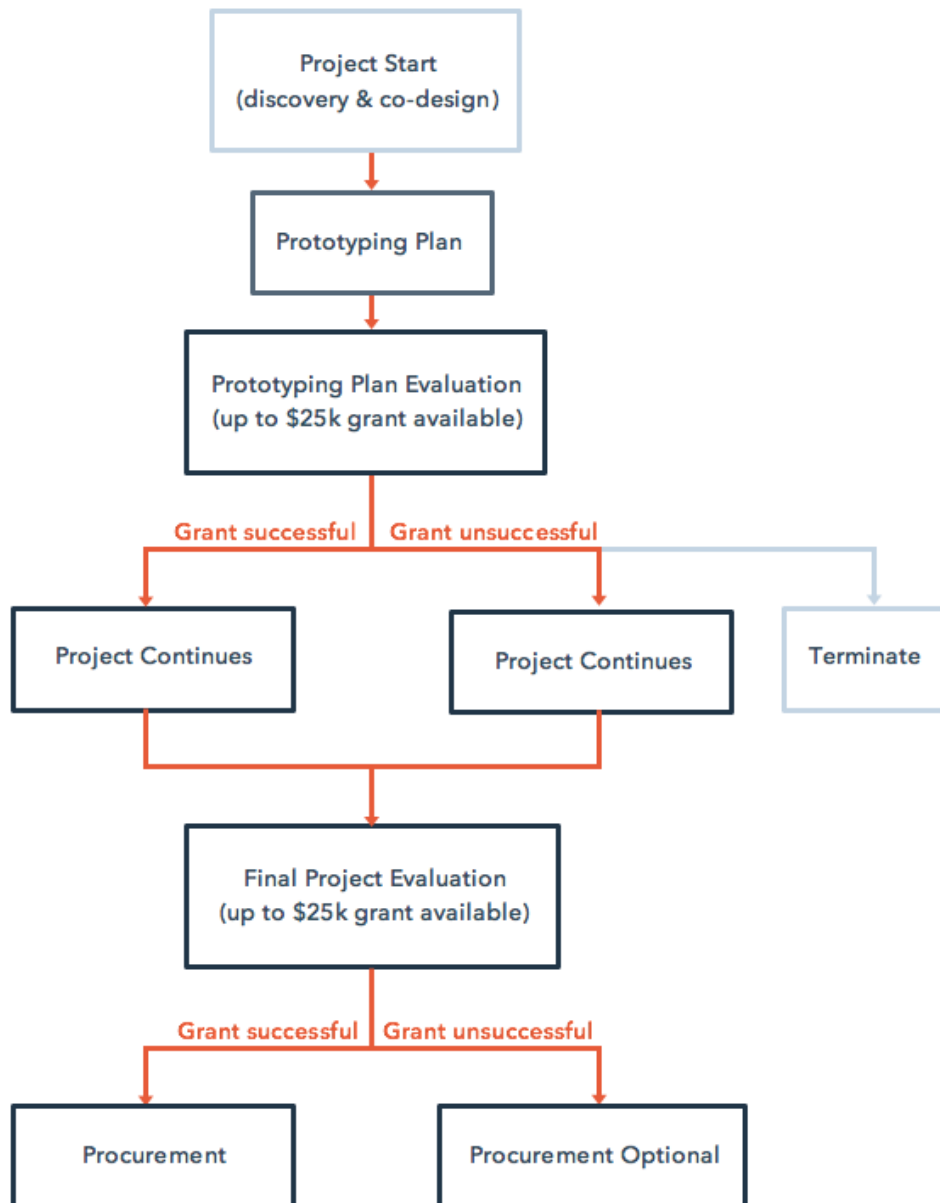 Project Start
(discovery & co-design)
Prototyping Plan
Prototyping Plan Evaluation
(up to $25k grant available)
Grant successful
Grant unsuccessful
Project Continues
Project Continues
Terminate
Final Project Evaluation
(up to $25k grant available)
Grant successful
Grant unsuccessful
Procurement
Procurement Optional